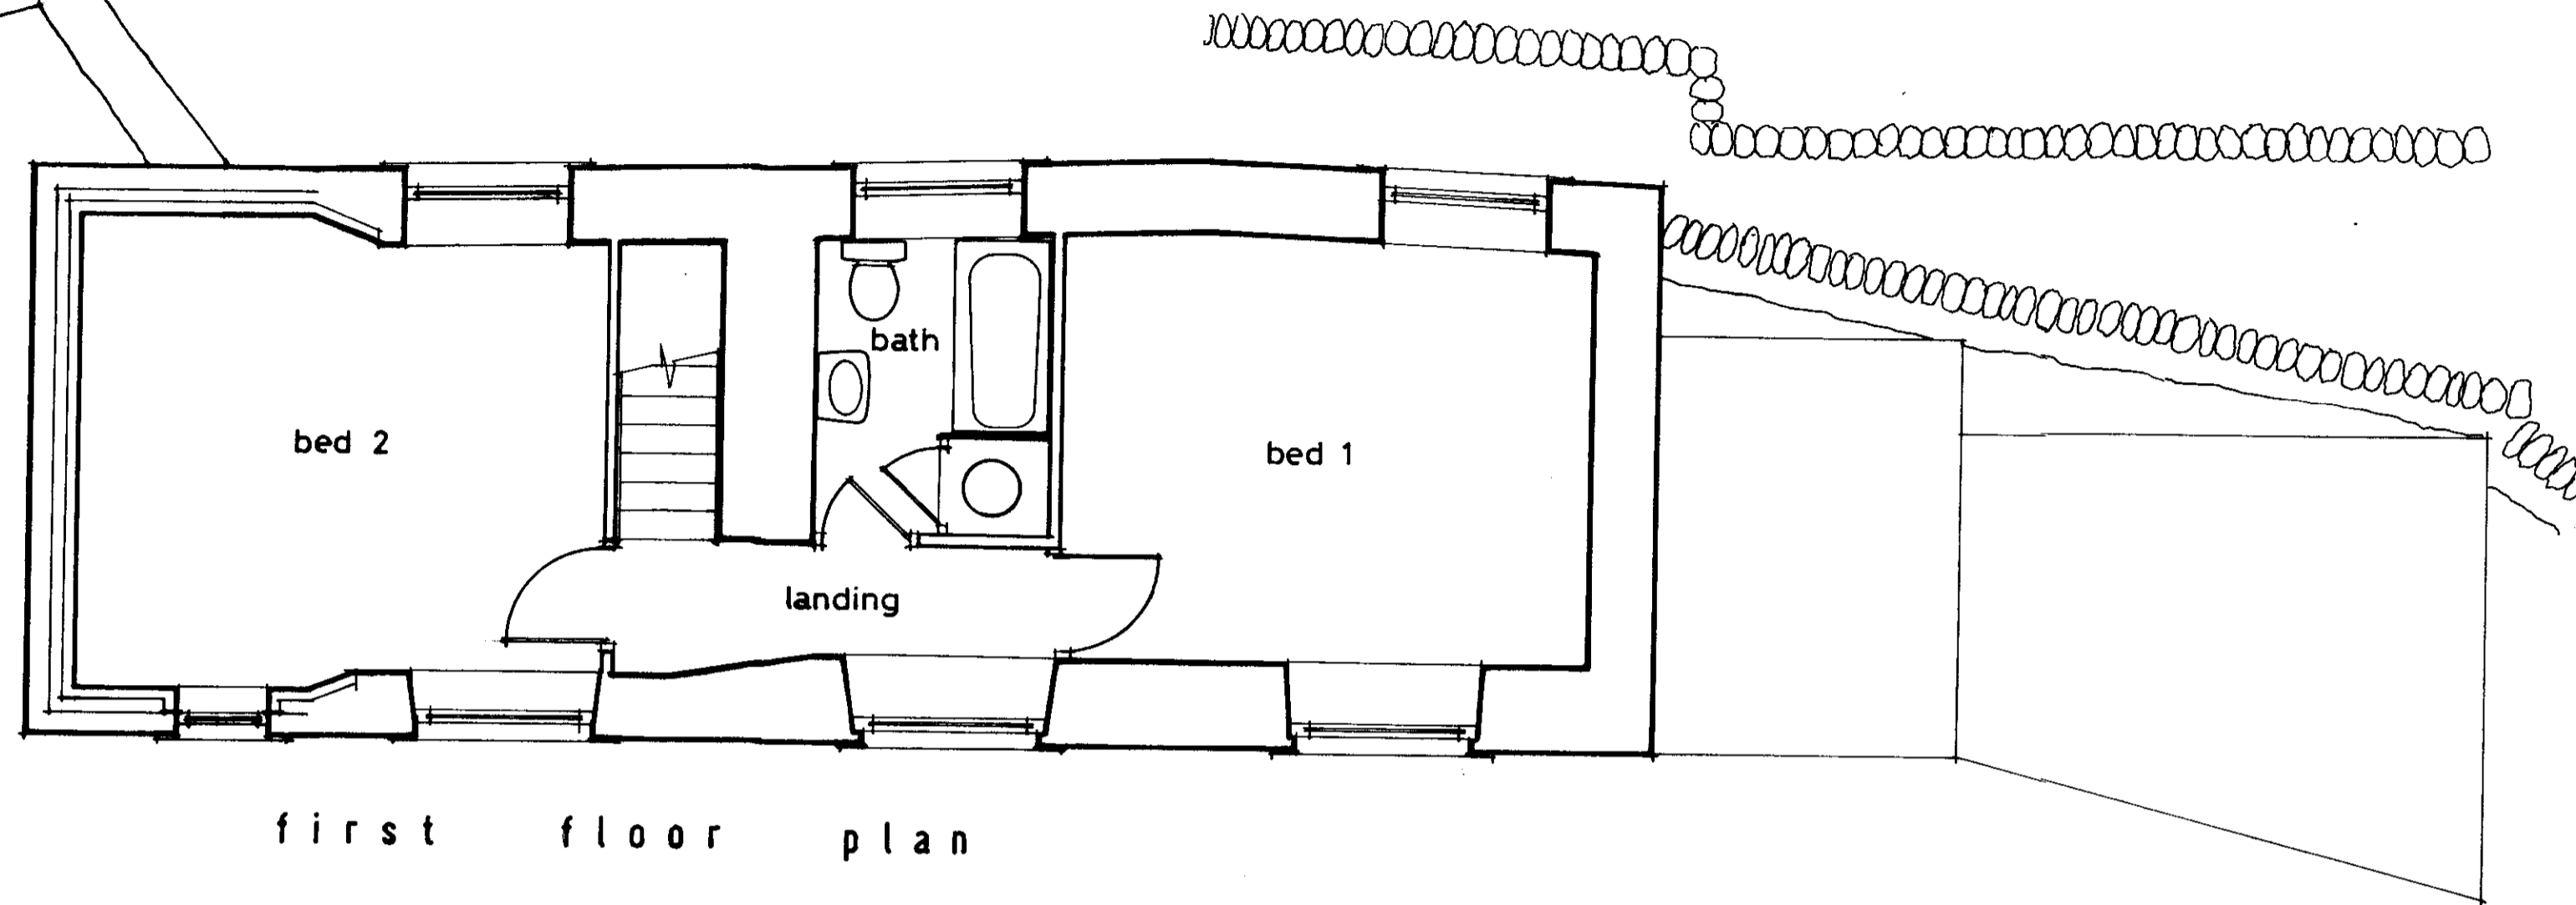 bath
bed 2
bed 1
landing
first floor plan